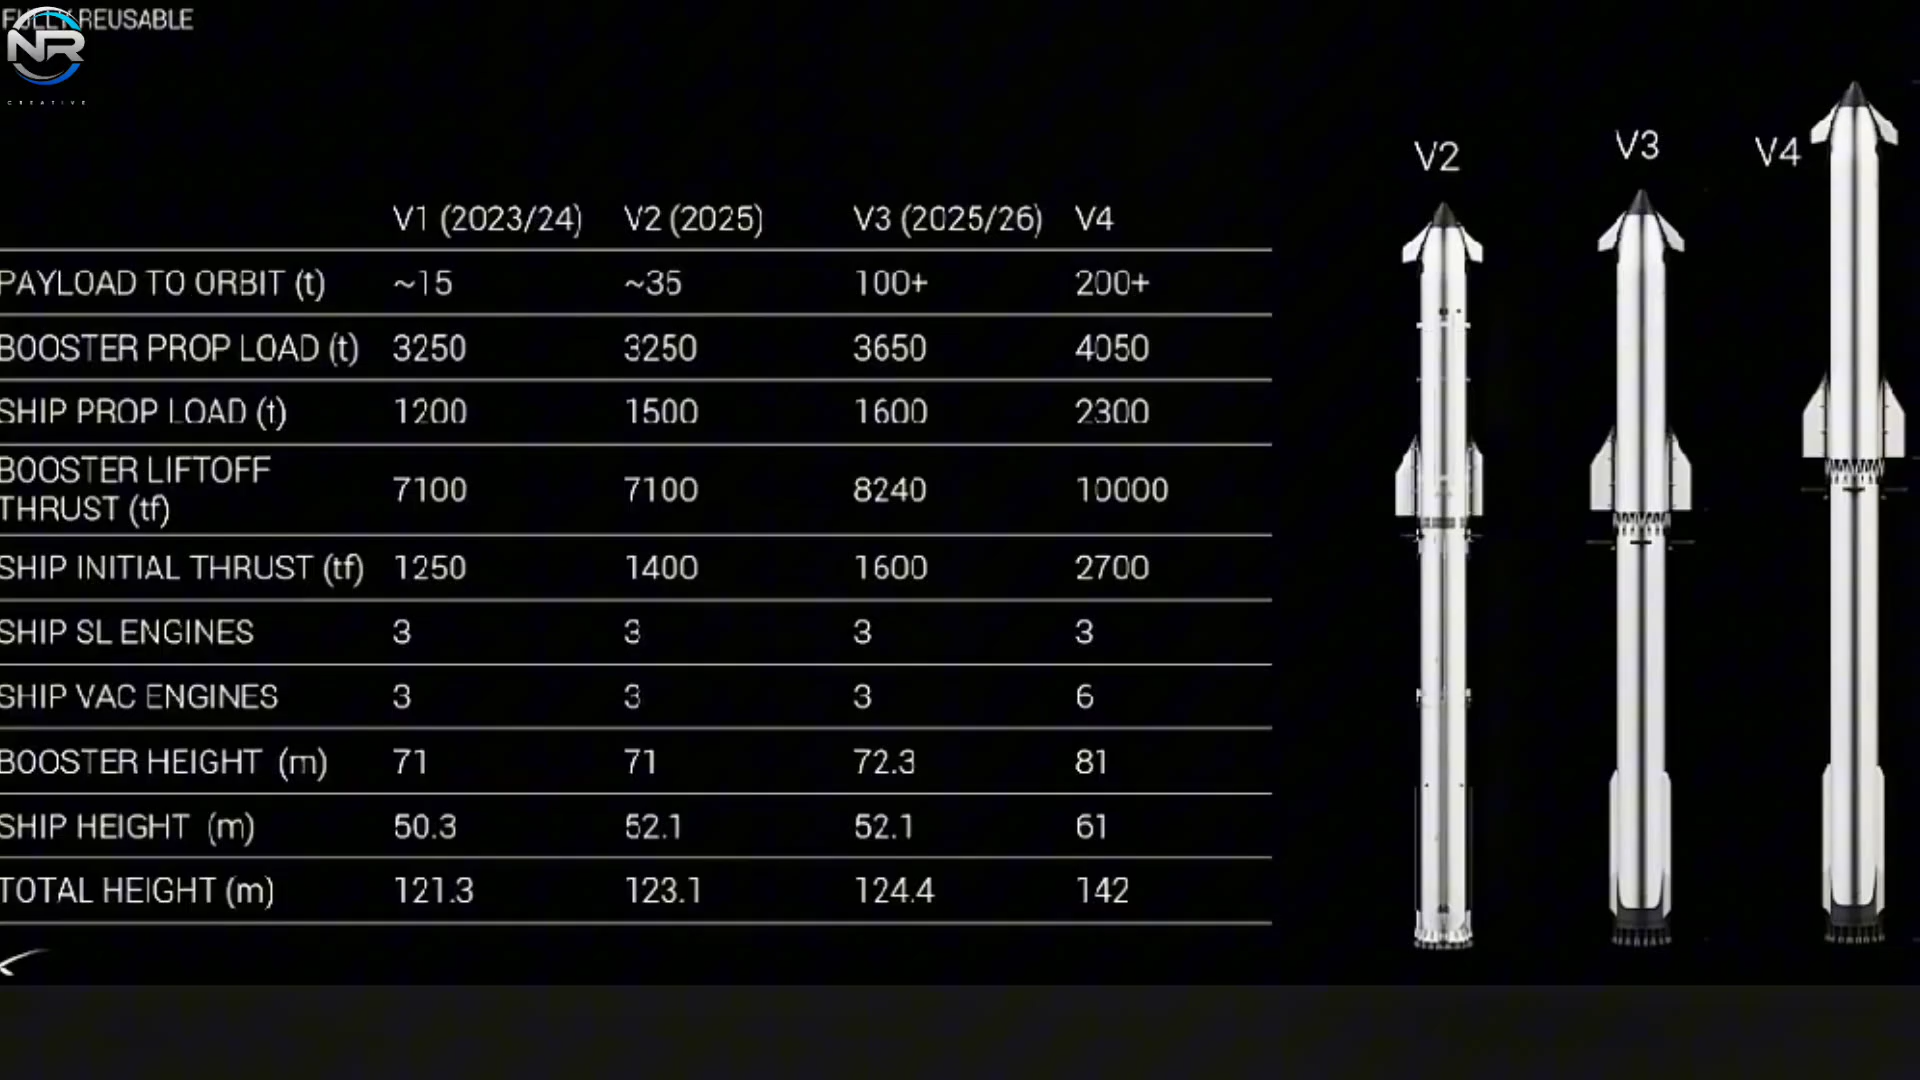 FULLY REUSABLE
NR
CREATIVE
V2
V3
V4
V1 (2023/24) V2 (2025) V3 (2025/26) V4
PAYLOAD TO ORBIT (t) ~15 ~35 100+ 200+
BOOSTER PROP LOAD (t) 3250 3250 3650 4050
SHIP PROP LOAD (t) 1200 1500 1600 2300
BOOSTER LIFTOFF
THRUST (tf) 7100 7100 8240 10000
SHIP INITIAL THRUST (tf) 1250 1400 1600 2700
SHIP SL ENGINES 3 3 3 3
SHIP VAC ENGINES 3 3 3 6
BOOSTER HEIGHT (m) 71 71 72.3 81
SHIP HEIGHT (m) 50.3 52.1 52.1 61
TOTAL HEIGHT (m) 121.3 123.1 124.4 142